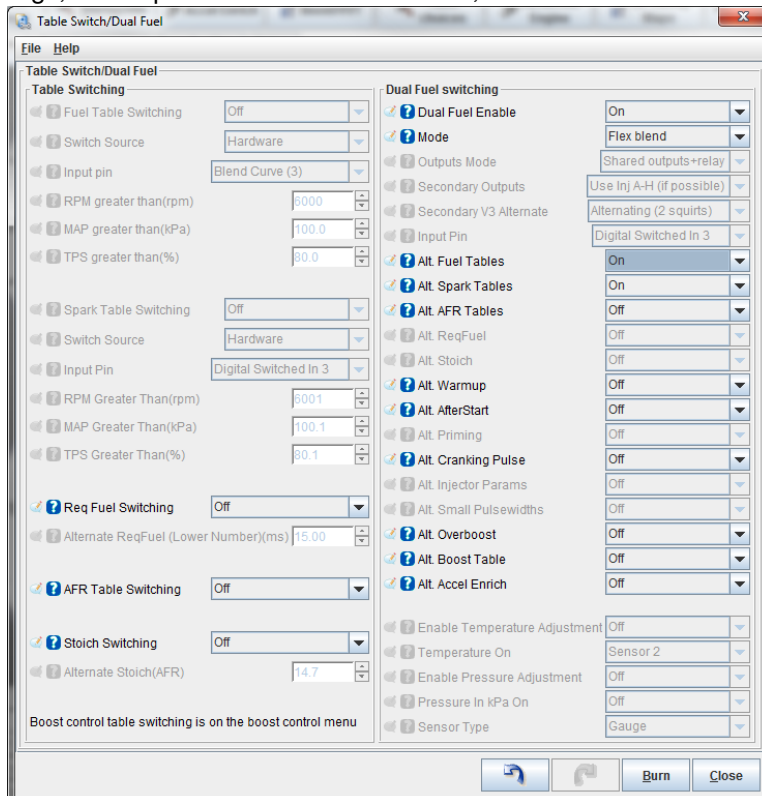 Table Switch/Dual Fuel
File Help
Table Switch/Dual Fuel
Table Switching
Fuel Table Switching Off
Switch Source Hardware
Input pin Blend Curve (3)
RPM greater than(rpm) 6000
MAP greater than(kPa) 100.0
TPS greater than(%) 80.0
Spark Table Switching Off
Switch Source Hardware
Input Pin Digital Switched In 3
RPM Greater Than(rpm) 6001
MAP Greater Than(kPa) 100.1
TPS Greater Than(%) 80.1
Req Fuel Switching Off
Alternate ReqFuel (Lower Number)(ms) 15.00
AFR Table Switching Off
Stoich Switching Off
Alternate Stoich(AFR) 14.7
Boost control table switching is on the boost control menu
Dual Fuel switching
Dual Fuel Enable On
Mode Flex blend
Outputs Mode Shared outputs+relay
Secondary Outputs Use Inj A-H (if possible)
Secondary V3 Alternate Alternating (2 squirts)
Input Pin Digital Switched In 3
Alt. Fuel Tables On
Alt. Spark Tables On
Alt. AFR Tables Off
Alt. ReqFuel Off
Alt. Stoich Off
Alt. Warmup Off
Alt. AfterStart Off
Alt. Priming Off
Alt. Cranking Pulse Off
Alt. Injector Params Off
Alt. Small Pulsewidths Off
Alt. Overboost Off
Alt. Boost Table Off
Alt. Accel Enrich Off
Enable Temperature Adjustment Off
Temperature On Sensor 2
Enable Pressure Adjustment Off
Pressure In kPa On Off
Sensor Type Gauge
Burn Close